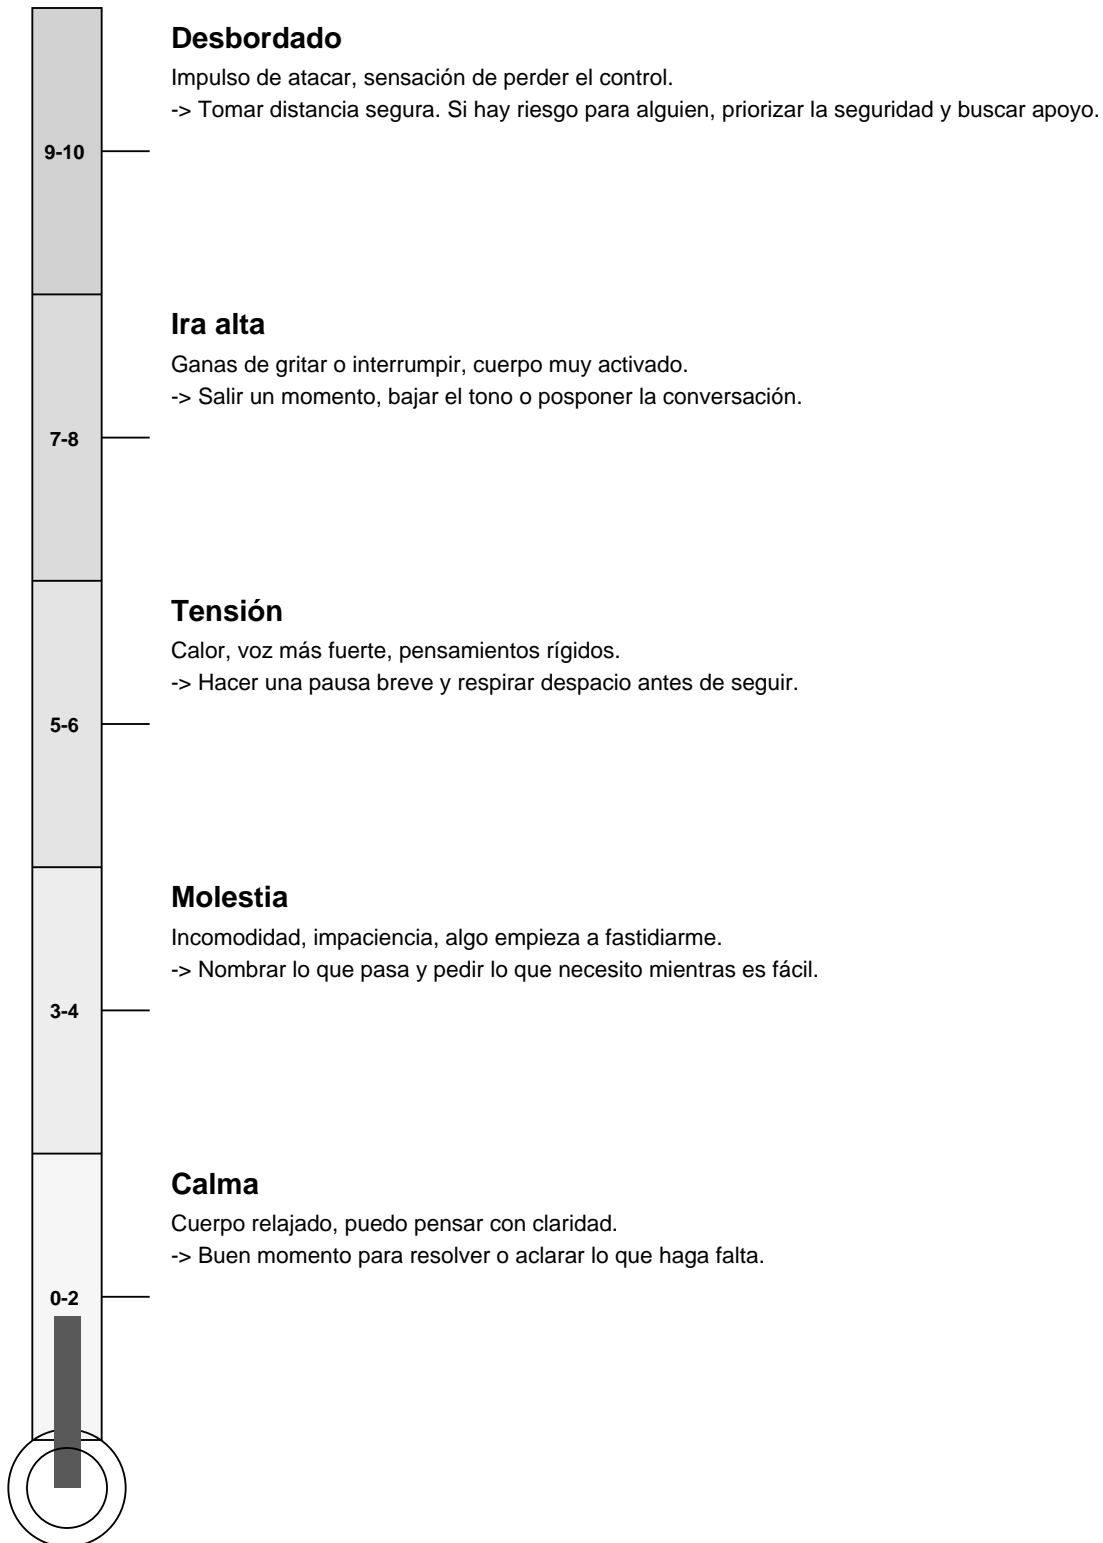 Desbordado
Impulso de atacar, sensación de perder el control.
-> Tomar distancia segura. Si hay riesgo para alguien, priorizar la seguridad y buscar apoyo.
9-10
Ira alta
Ganas de gritar o interrumpir, cuerpo muy activado.
-> Salir un momento, bajar el tono o posponer la conversación.
7-8
Tensión
Calor, voz más fuerte, pensamientos rígidos.
-> Hacer una pausa breve y respirar despacio antes de seguir.
5-6
Molestia
Incomodidad, impaciencia, algo empieza a fastidiarme.
-> Nombrar lo que pasa y pedir lo que necesito mientras es fácil.
3-4
Calma
Cuerpo relajado, puedo pensar con claridad.
-> Buen momento para resolver o aclarar lo que haga falta.
0-2